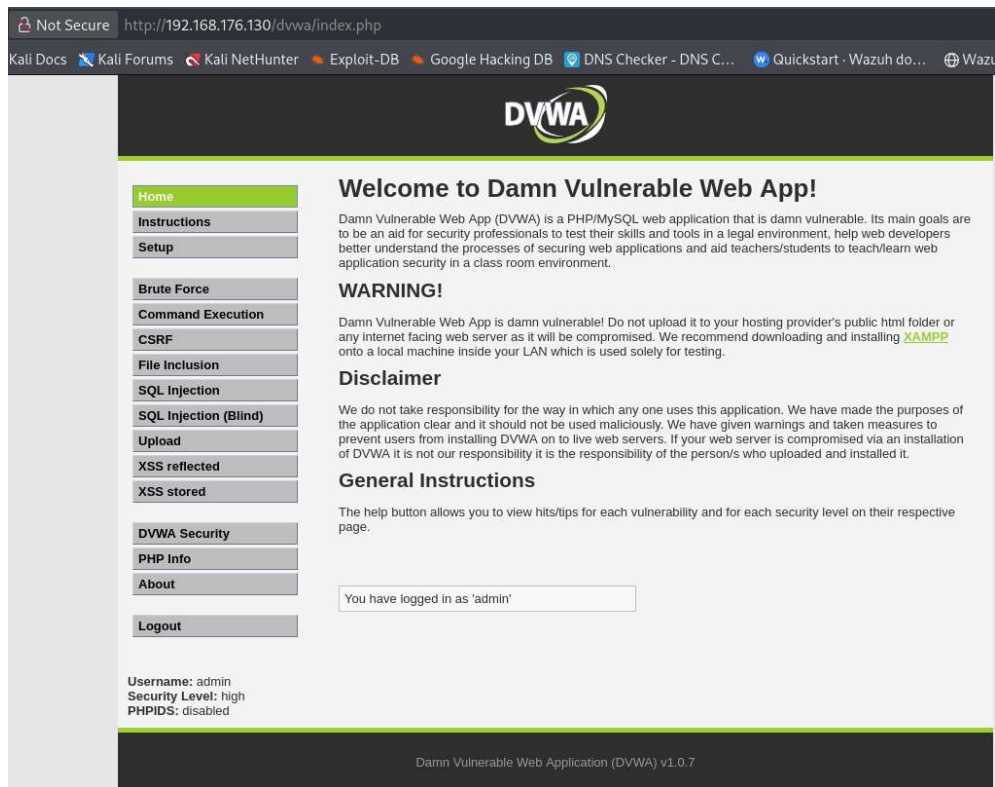 Not Secure http://192.168.176.130/dvwa/index.php
Kali Docs Kali Forums Kali NetHunter Exploit-DB Google Hacking DB DNS Checker - DNS C... Quickstart · Wazuh do... Wazu
DVWA
Home
Instructions
Setup
Brute Force
Command Execution
CSRF
File Inclusion
SQL Injection
SQL Injection (Blind)
Upload
XSS reflected
XSS stored
DVWA Security
PHP Info
About
Logout
Username: admin
Security Level: high
PHPIDS: disabled
Welcome to Damn Vulnerable Web App!
Damn Vulnerable Web App (DVWA) is a PHP/MySQL web application that is damn vulnerable. Its main goals are
to be an aid for security professionals to test their skills and tools in a legal environment, help web developers
better understand the processes of securing web applications and aid teachers/students to teach/learn web
application security in a class room environment.
WARNING!
Damn Vulnerable Web App is damn vulnerable! Do not upload it to your hosting provider's public html folder or
any internet facing web server as it will be compromised. We recommend downloading and installing XAMPP
onto a local machine inside your LAN which is used solely for testing.
Disclaimer
We do not take responsibility for the way in which any one uses this application. We have made the purposes of
the application clear and it should not be used maliciously. We have given warnings and taken measures to
prevent users from installing DVWA on to live web servers. If your web server is compromised via an installation
of DVWA it is not our responsibility it is the responsibility of the person/s who uploaded and installed it.
General Instructions
The help button allows you to view hits/tips for each vulnerability and for each security level on their respective
page.
You have logged in as 'admin'
Damn Vulnerable Web Application (DVWA) v1.0.7